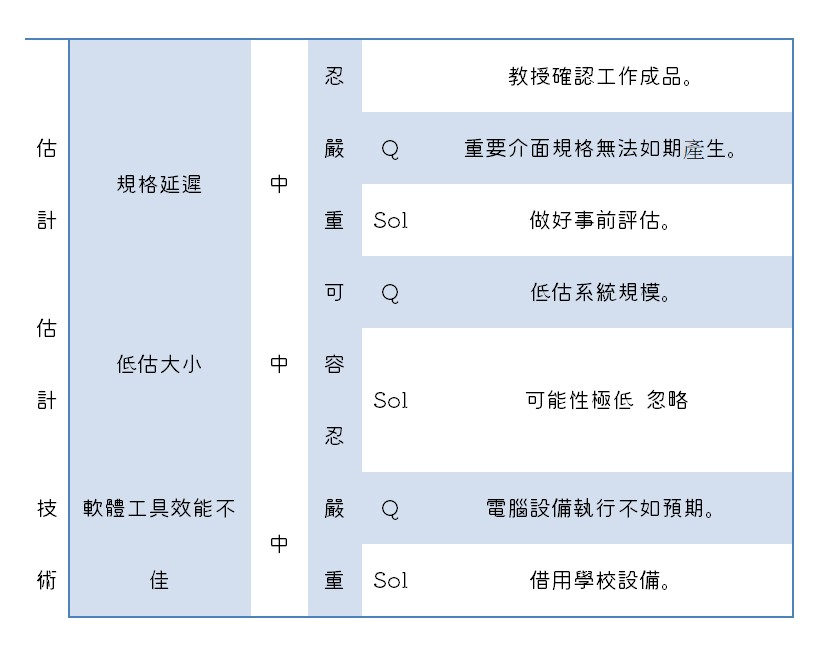 忍 教授確認工作成品。
估計 規格延遲 中 嚴重 Q 重要介面規格無法如期產生。
Sol 做好事前評估。
估計 低估大小 中 可容忍 Q 低估系統規模。
Sol 可能性極低 忽略
技術 軟體工具效能不佳 中 嚴重 Q 電腦設備執行不如預期。
Sol 借用學校設備。